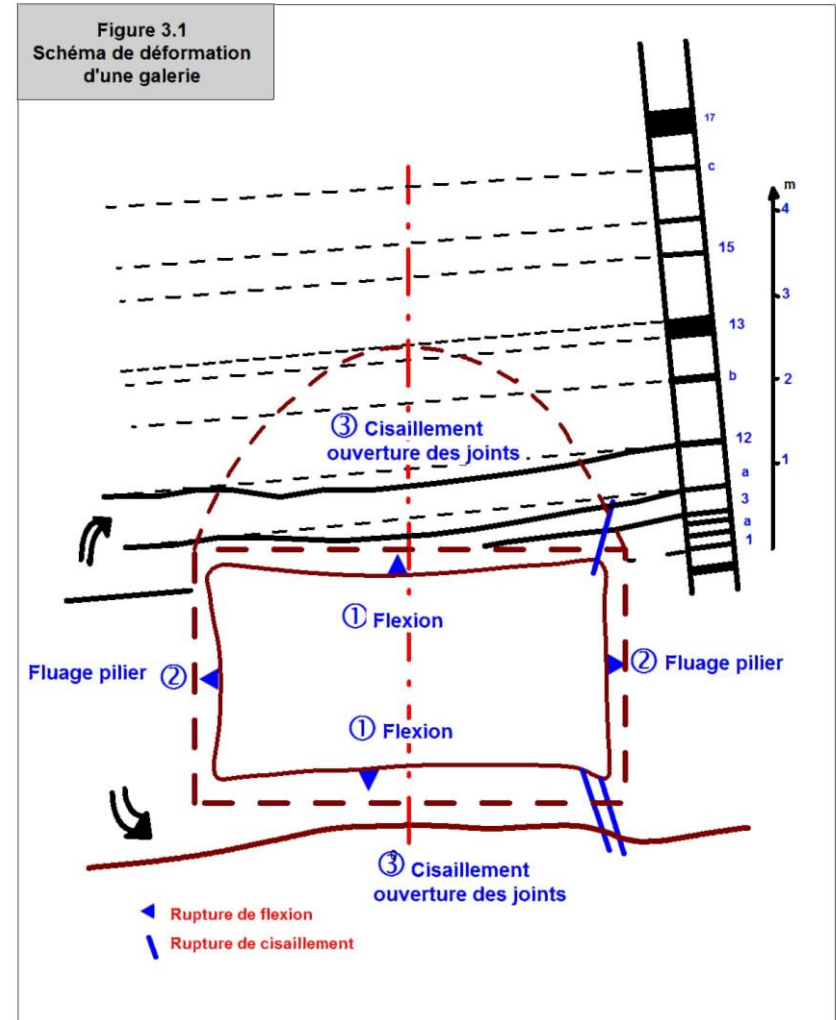 Figure 3.1
Schéma de déformation
d'une galerie
17
c
m
4
15
3
13
2
b
③ Cisaillement
ouverture des joints
12
1
a
3
a
1
① Flexion
Fluage pilier ②
② Fluage pilier
① Flexion
③ Cisaillement
ouverture des joints
Rupture de flexion
Rupture de cisaillement